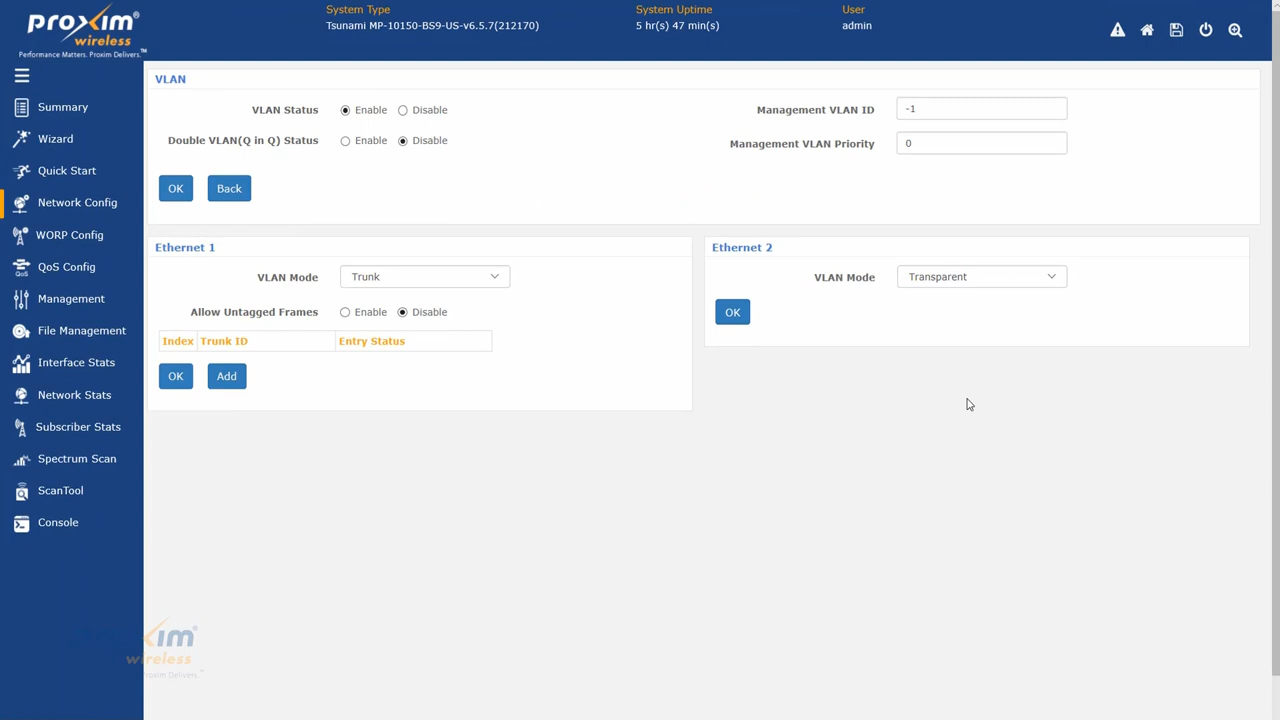 proxim
wireless
Performance Matters. Proxim Delivers.™
System Type
Tsunami MP-10150-BS9-US-v6.5.7(212170)
System Uptime
5 hr(s) 47 min(s)
User
admin
Summary
Wizard
Quick Start
Network Config
WORP Config
QoS
QoS Config
Management
File Management
Interface Stats
Network Stats
Subscriber Stats
Spectrum Scan
ScanTool
Console
VLAN
VLAN Status Enable Disable
Management VLAN ID -1
Double VLAN(Q in Q) Status Enable Disable
Management VLAN Priority 0
OK Back
Ethernet 1
VLAN Mode Trunk
Allow Untagged Frames Enable Disable
Index Trunk ID Entry Status
OK Add
Ethernet 2
VLAN Mode Transparent
OK
wireless
Proxim Delivers.™